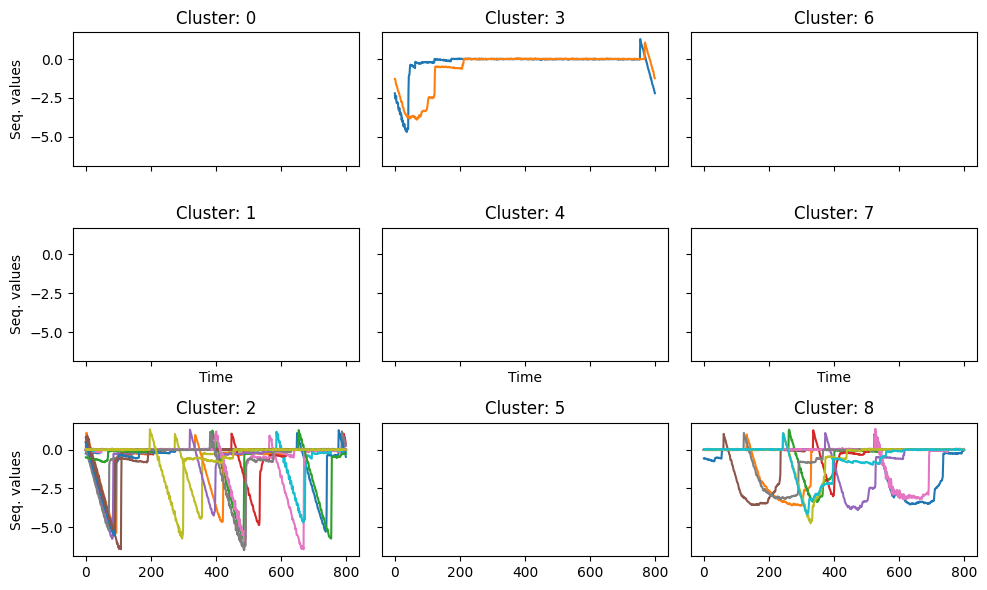 Cluster: 0 Cluster: 3 Cluster: 6
Seq. values
0.0
−2.5
−5.0
Cluster: 1 Cluster: 4 Cluster: 7
Seq. values
0.0
−2.5
−5.0
Time Time Time
Cluster: 2 Cluster: 5 Cluster: 8
Seq. values
0.0
−2.5
−5.0
0 200 400 600 800 0 200 400 600 800 0 200 400 600 800